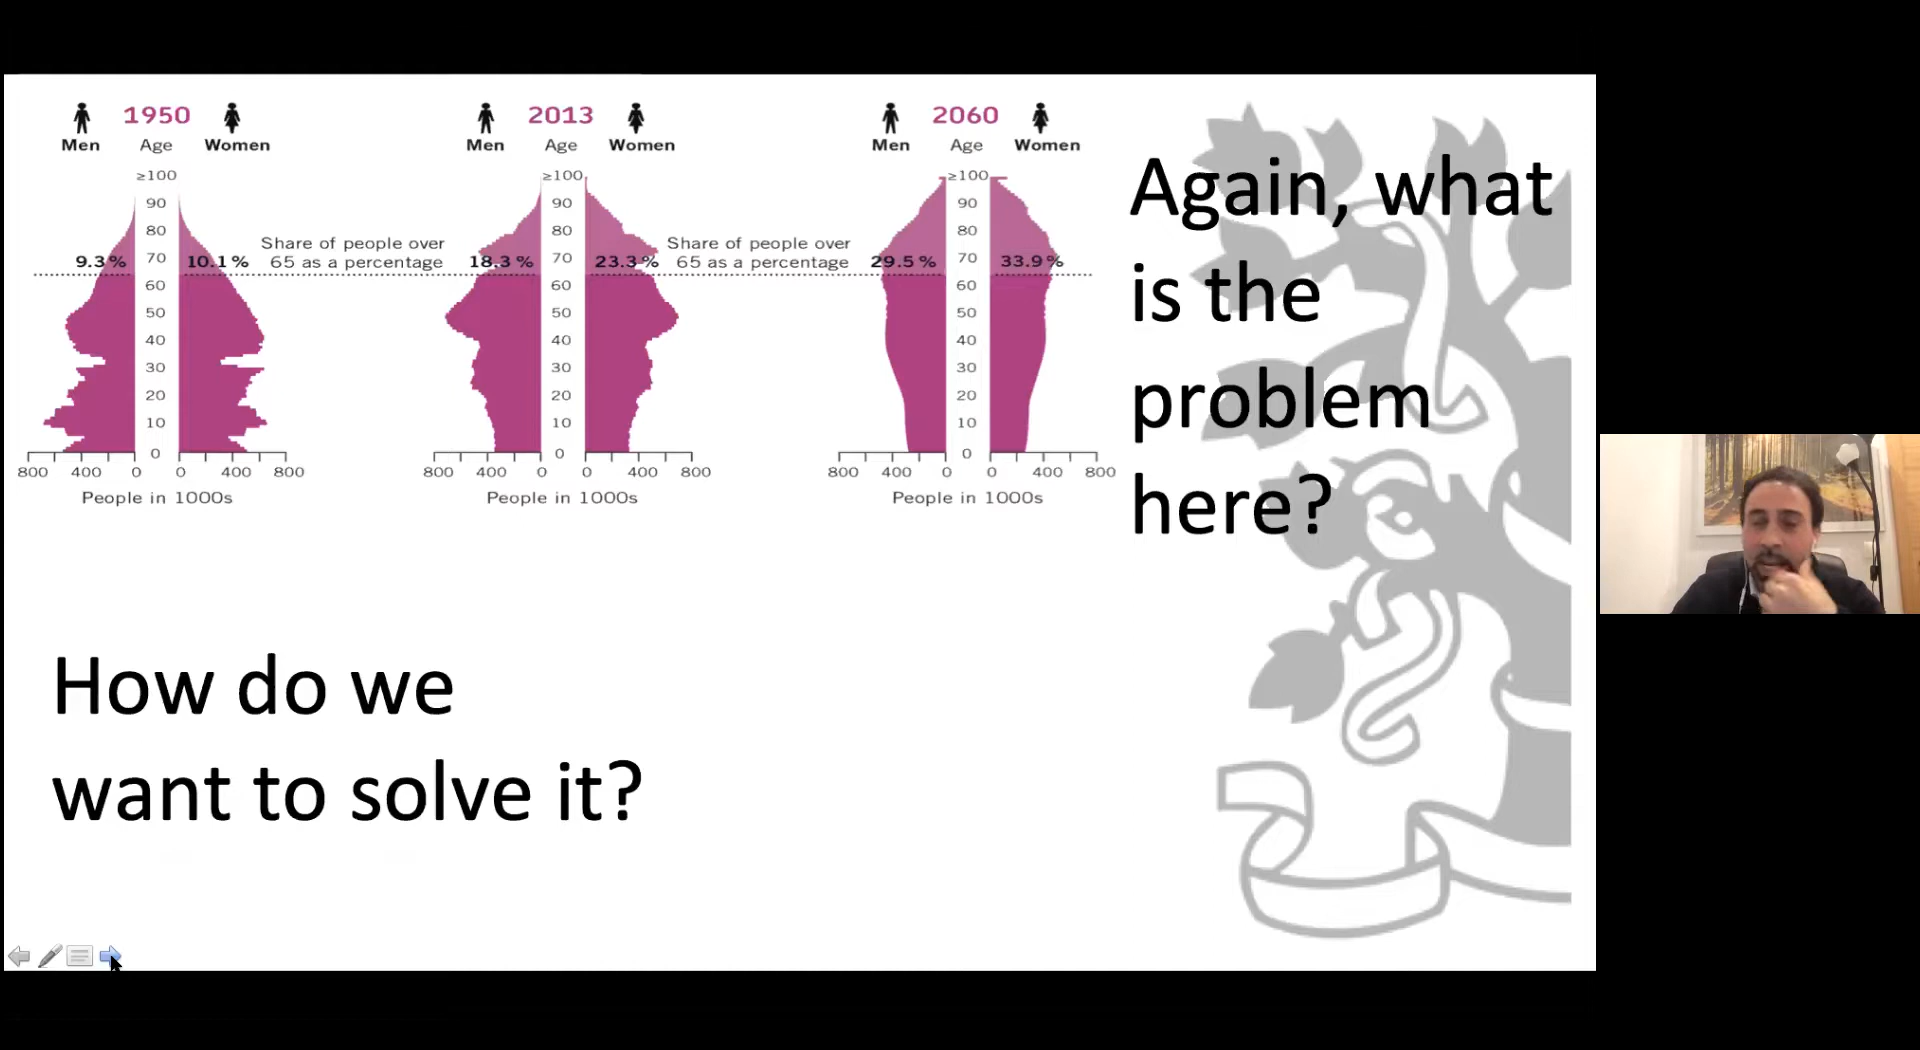 1950
Men Age Women
≥100
90
80
70
60
50
40
30
20
10
0
9.3 % 10.1 %
800 400 0 0 400 800
People in 1000s
Share of people over
65 as a percentage
2013
Men Age Women
≥100
90
80
70
60
50
40
30
20
10
0
18.3 % 23.3 %
800 400 0 0 400 800
People in 1000s
Share of people over
65 as a percentage
2060
Men Age Women
≥100
90
80
70
60
50
40
30
20
10
0
29.5 % 33.9 %
800 400 0 0 400 800
People in 1000s
Again, what
is the
problem
here?
How do we
want to solve it?